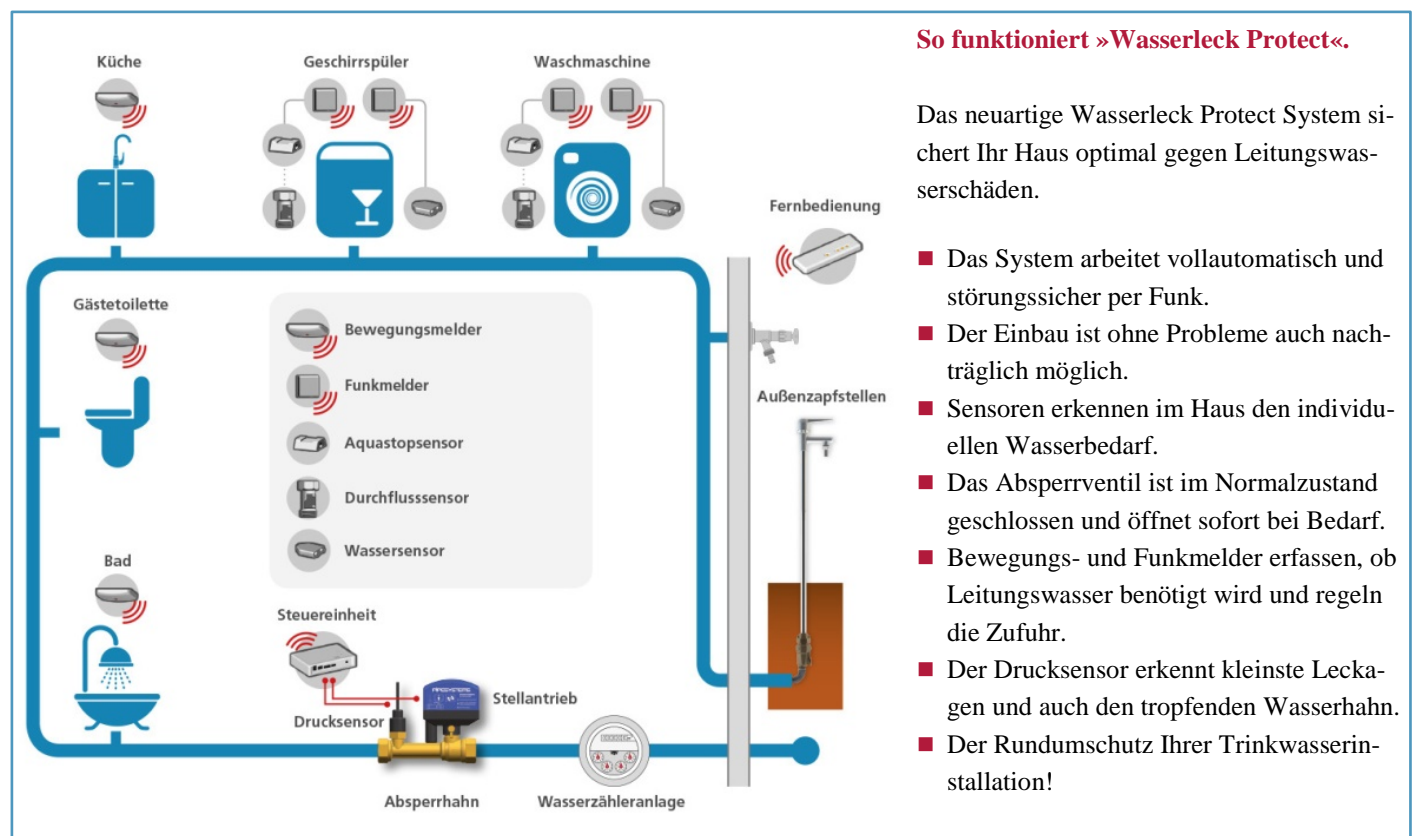 Küche
Geschirrspüler
Waschmaschine
Fernbedienung
Gästetoilette
Bewegungsmelder
Funkmelder
Aquastopsensor
Durchflusssensor
Wassersensor
Außenzapfstellen
Bad
Steuereinheit
Stellantrieb
Drucksensor
Absperrhahn
Wasserzähleranlage
So funktioniert »Wasserleck Protect«.
Das neuartige Wasserleck Protect System si-
chert Ihr Haus optimal gegen Leitungswas-
serschäden.
Das System arbeitet vollautomatisch und
störungssicher per Funk.
Der Einbau ist ohne Probleme auch nach-
träglich möglich.
Sensoren erkennen im Haus den individu-
ellen Wasserbedarf.
Das Absperrventil ist im Normalzustand
geschlossen und öffnet sofort bei Bedarf.
Bewegungs- und Funkmelder erfassen, ob
Leitungswasser benötigt wird und regeln
die Zufuhr.
Der Drucksensor erkennt kleinste Lecka-
gen und auch den tropfenden Wasserhahn.
Der Rundumschutz Ihrer Trinkwasserin-
stallation!